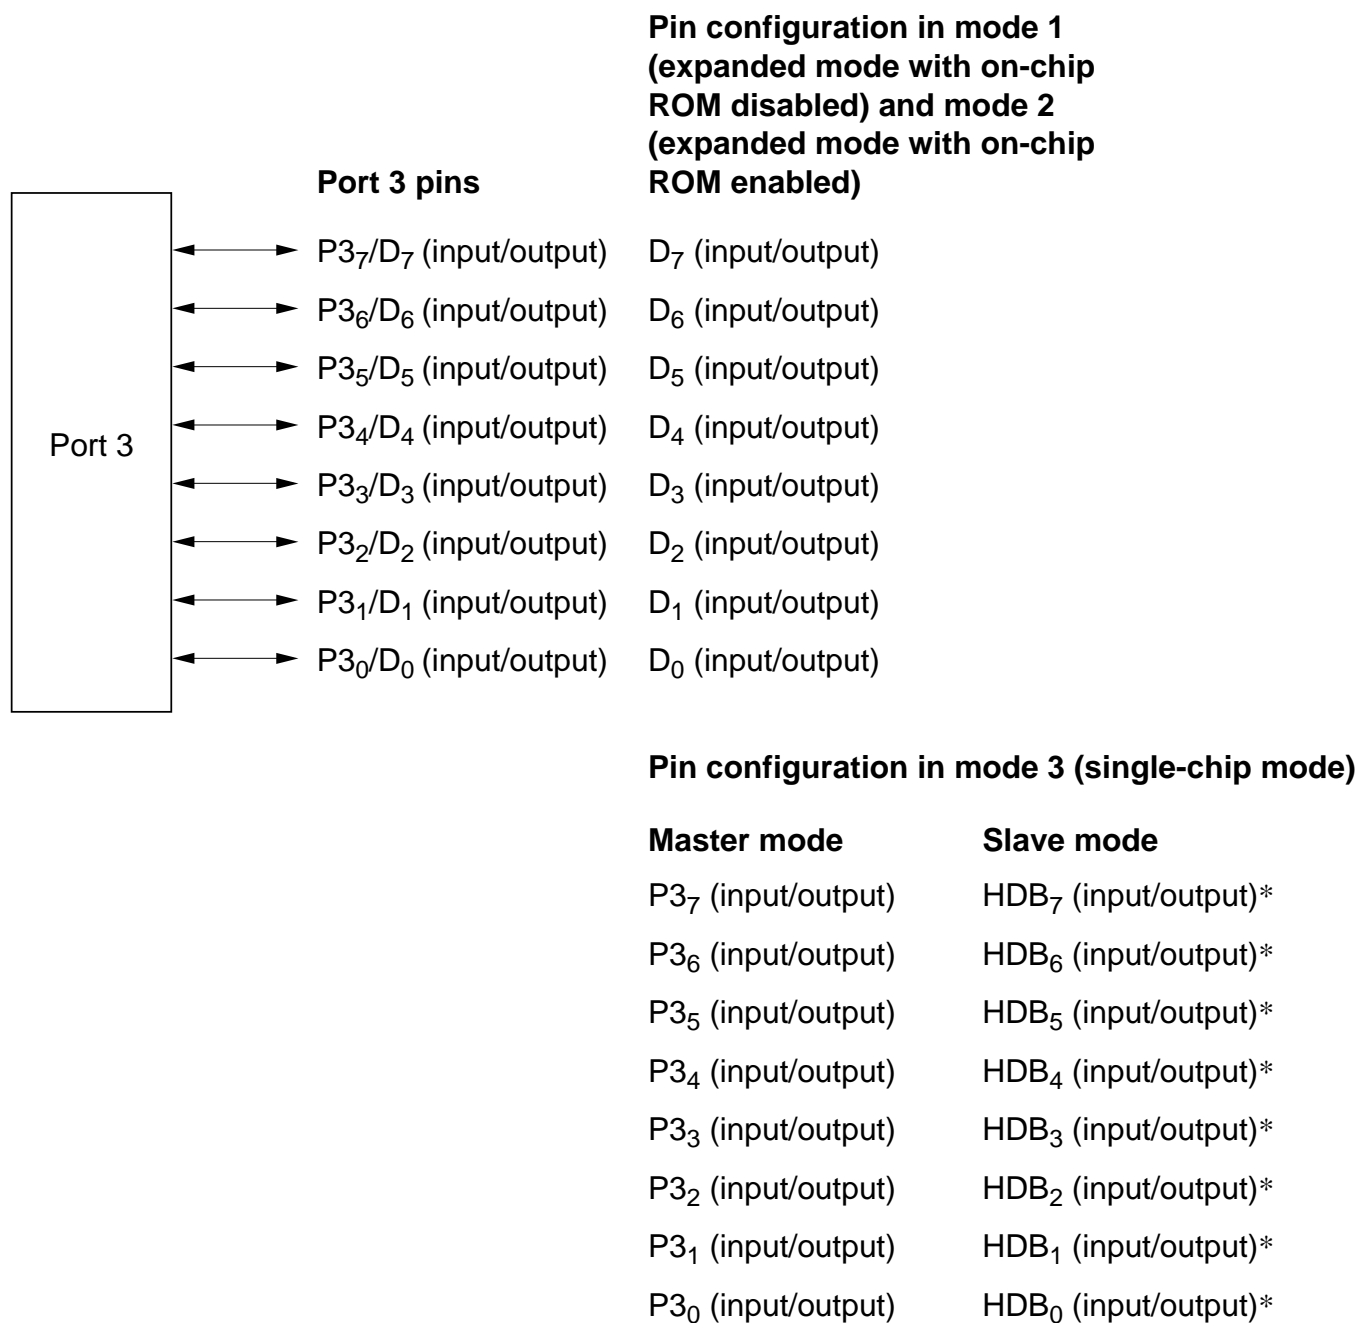 Pin configuration in mode 1
(expanded mode with on-chip
ROM disabled) and mode 2
(expanded mode with on-chip
Port 3 pins ROM enabled)
P3₇/D₇ (input/output) D₇ (input/output)
P3₆/D₆ (input/output) D₆ (input/output)
P3₅/D₅ (input/output) D₅ (input/output)
P3₄/D₄ (input/output) D₄ (input/output)
Port 3
P3₃/D₃ (input/output) D₃ (input/output)
P3₂/D₂ (input/output) D₂ (input/output)
P3₁/D₁ (input/output) D₁ (input/output)
P3₀/D₀ (input/output) D₀ (input/output)
Pin configuration in mode 3 (single-chip mode)
Master mode Slave mode
P3₇ (input/output) HDB₇ (input/output)*
P3₆ (input/output) HDB₆ (input/output)*
P3₅ (input/output) HDB₅ (input/output)*
P3₄ (input/output) HDB₄ (input/output)*
P3₃ (input/output) HDB₃ (input/output)*
P3₂ (input/output) HDB₂ (input/output)*
P3₁ (input/output) HDB₁ (input/output)*
P3₀ (input/output) HDB₀ (input/output)*